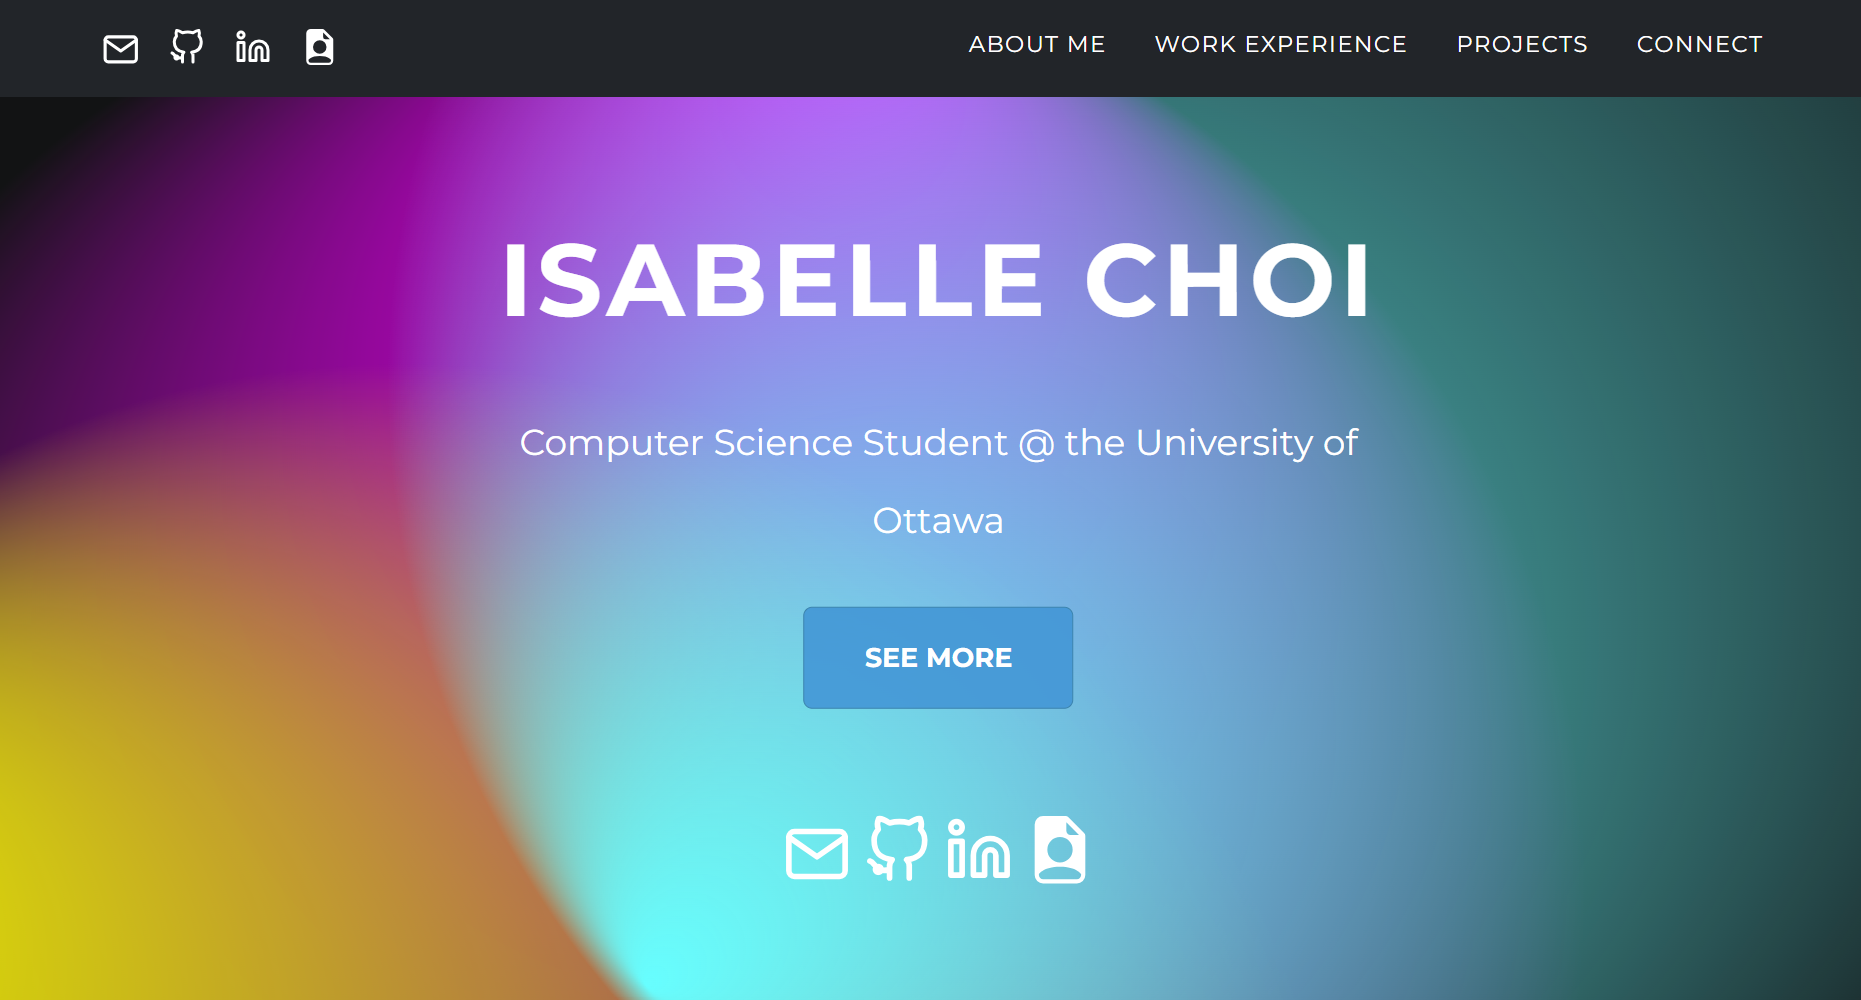 ABOUT ME WORK EXPERIENCE PROJECTS CONNECT
ISABELLE CHOI
Computer Science Student @ the University of
Ottawa
SEE MORE